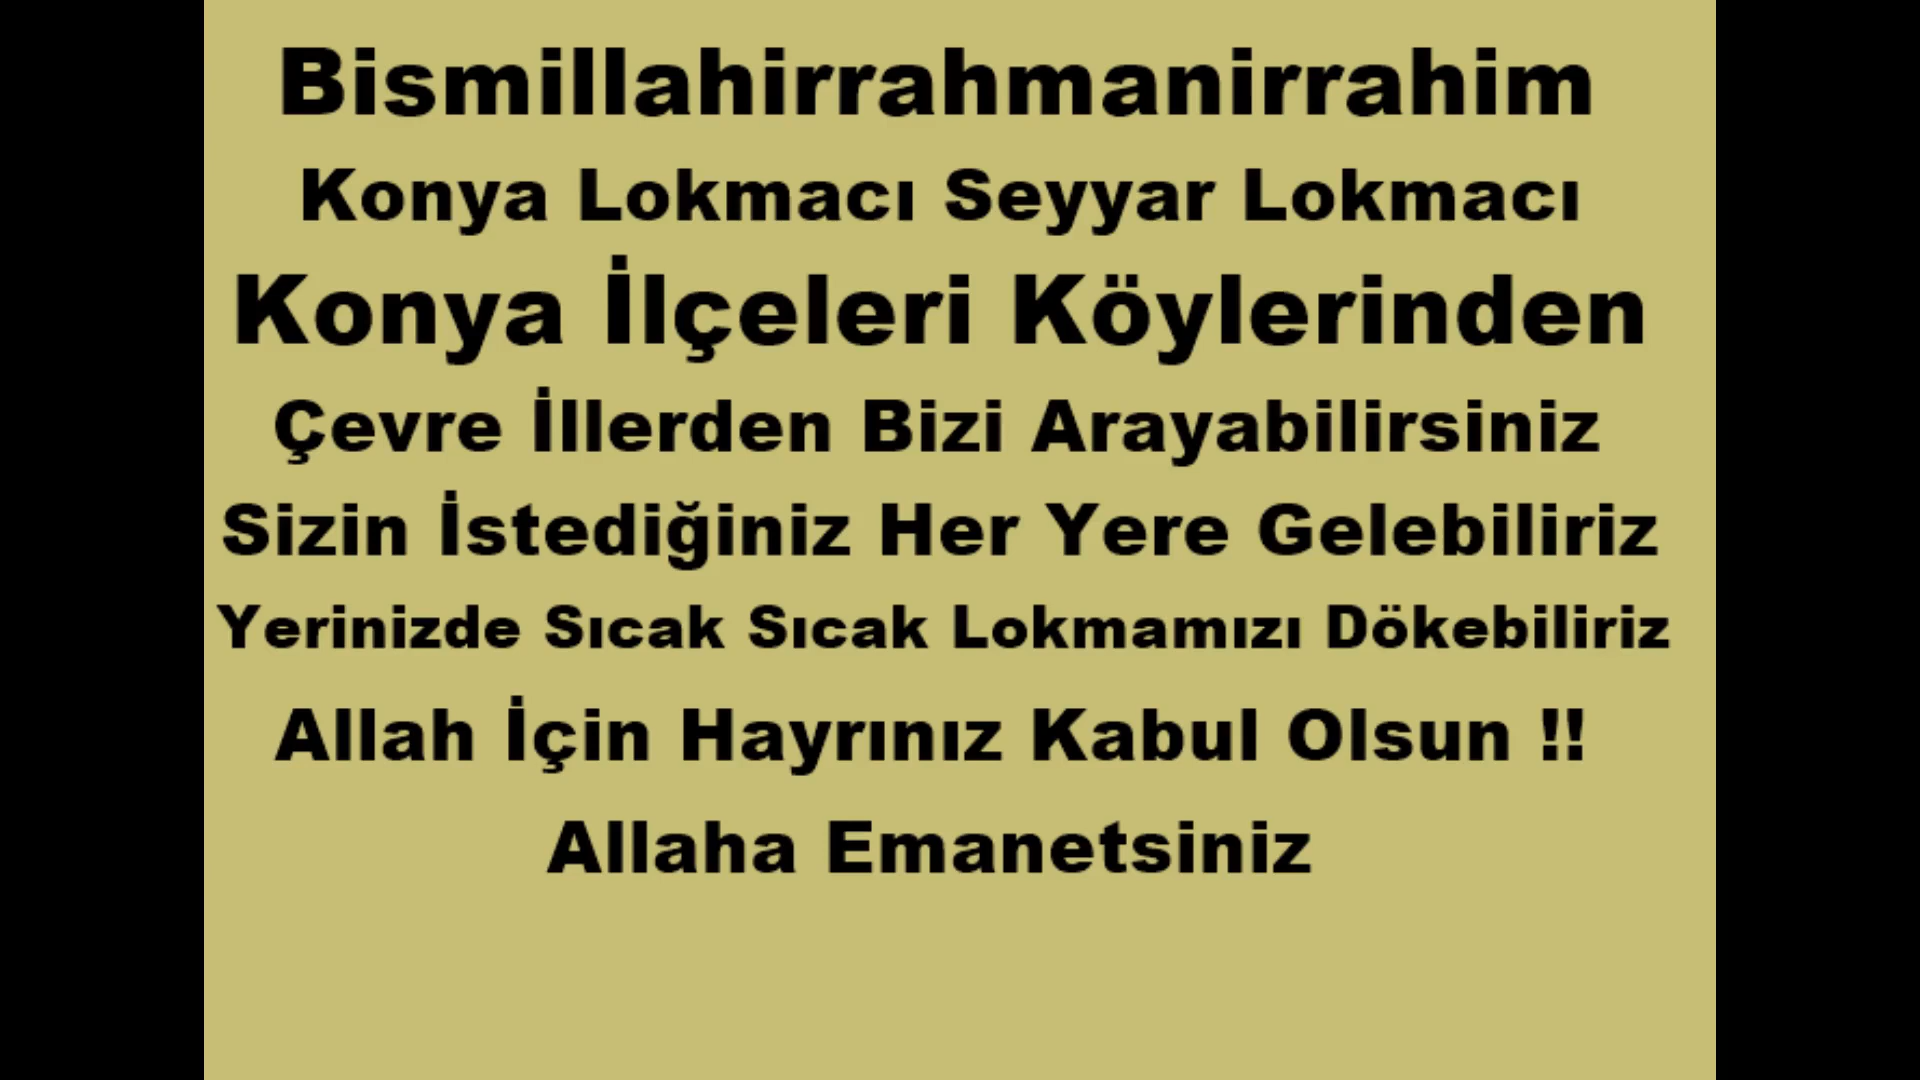 Bismillahirrahmanirrahim
Konya Lokmacı Seyyar Lokmacı
Konya İlçeleri Köylerinden
Çevre İllerden Bizi Arayabilirsiniz
Sizin İstediğiniz Her Yere Gelebiliriz
Yerinizde Sıcak Sıcak Lokmamızı Dökebiliriz
Allah İçin Hayrınız Kabul Olsun !!
Allaha Emanetsiniz